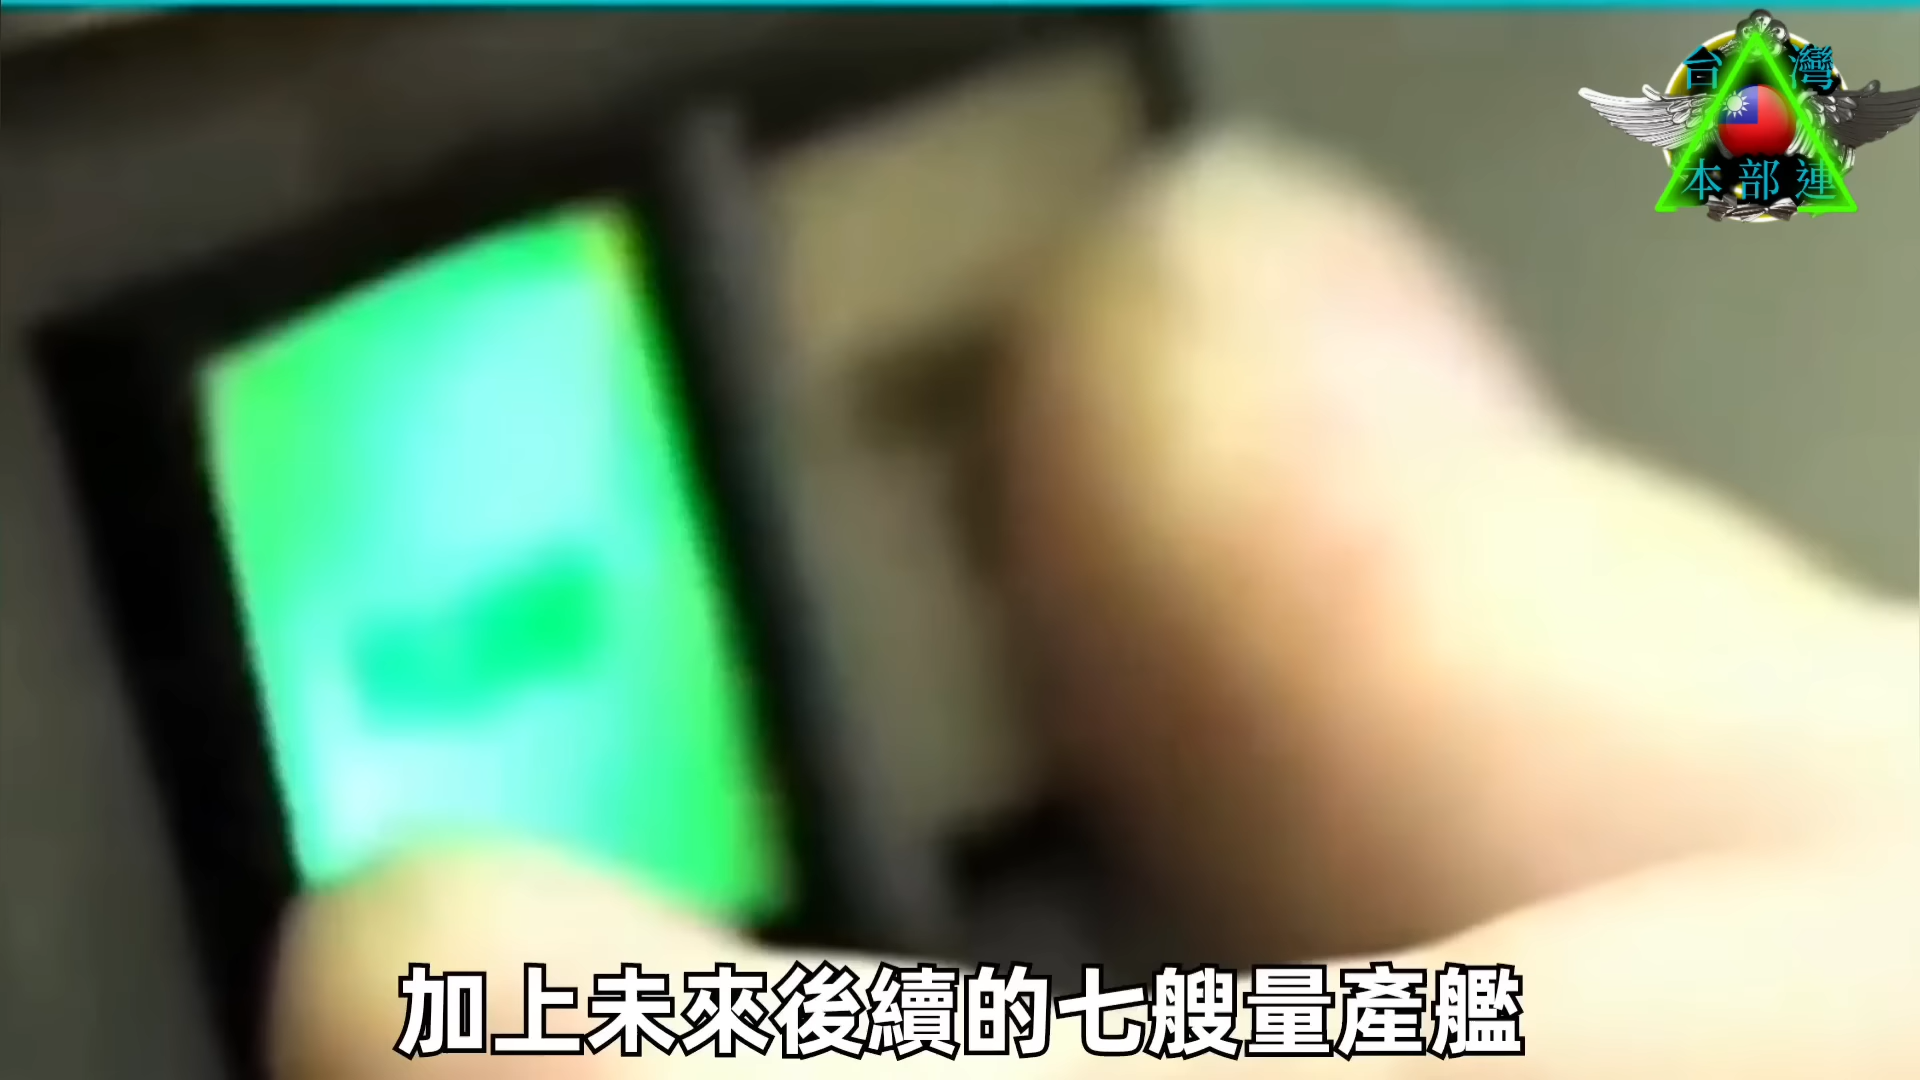 台灣
本部連
加上未來後續的七艘量產艦